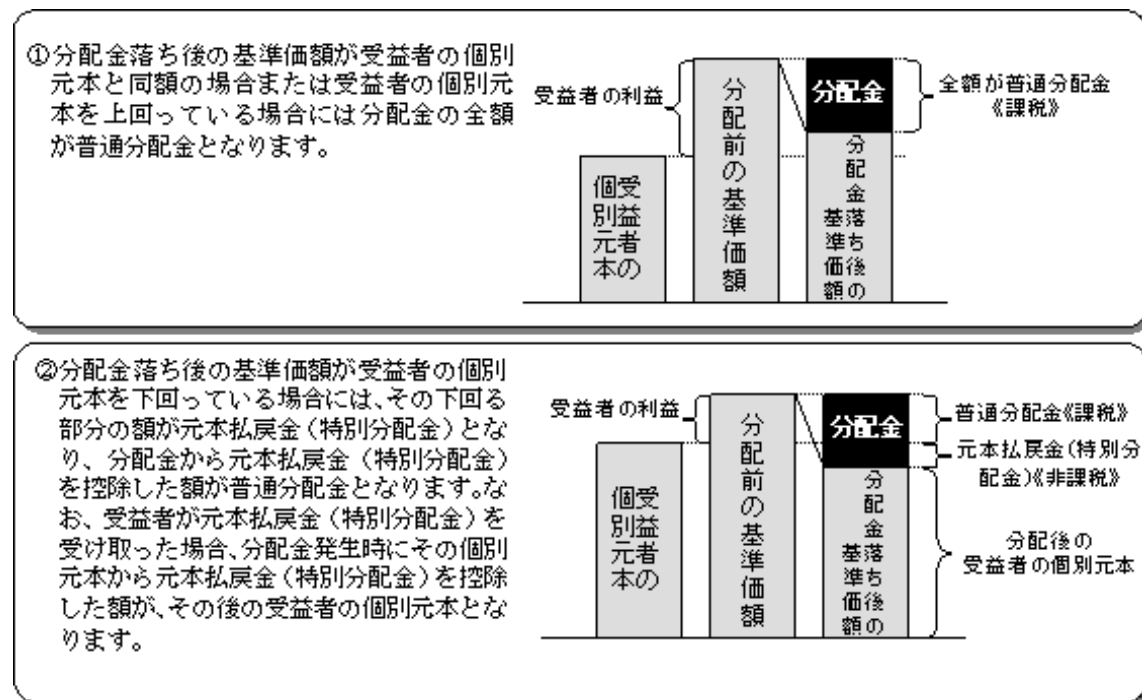 ①分配金落ち後の基準価額が受益者の個別
元本と同額の場合または受益者の個別元
本を上回っている場合には分配金の全額
が普通分配金となります。
受益者の利益
個別元本
受益者の
分配前の基準価額
分配金
分配金落ち後の
基準価額
全額が普通分配金
《課税》
②分配金落ち後の基準価額が受益者の個別
元本を下回っている場合には、その下回る
部分の額が元本払戻金(特別分配金)とな
り、分配金から元本払戻金(特別分配金)
を控除した額が普通分配金となります。な
お、受益者が元本払戻金(特別分配金)を
受け取った場合、分配金発生時にその個別
元本から元本払戻金(特別分配金)を控除
した額が、その後の受益者の個別元本とな
ります。
受益者の利益
受益者の
個別元本
分配前の基準価額
分配金
分配金落ち後の
基準価額
普通分配金《課税》
元本払戻金(特別分
配金)《非課税》
分配後の
受益者の個別元本